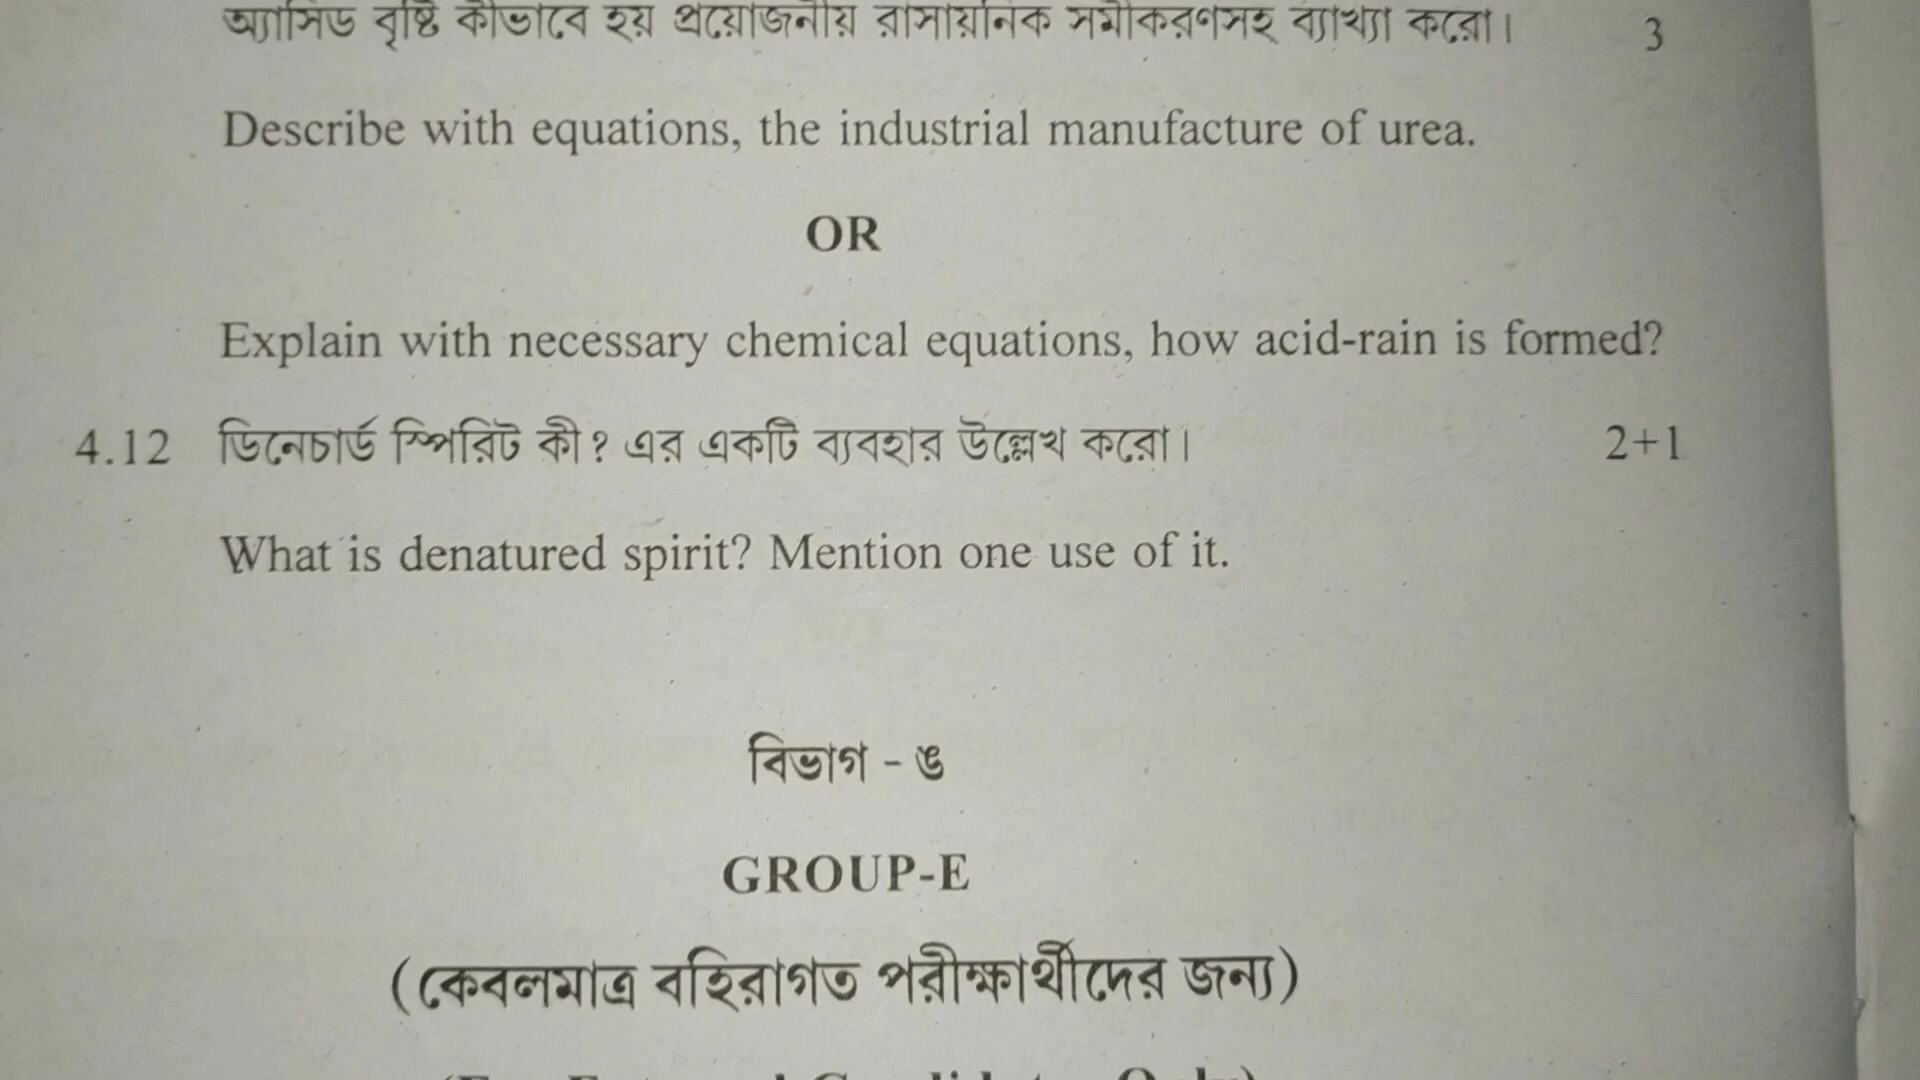 অ্যাসিড বৃষ্টি কীভাবে হয় প্রয়োজনীয় রাসায়নিক সমীকরণসহ ব্যাখ্যা করো। 3
Describe with equations, the industrial manufacture of urea.
OR
Explain with necessary chemical equations, how acid-rain is formed?
4.12 ডিনেচার্ড স্পিরিট কী? এর একটি ব্যবহার উল্লেখ করো। 2+1
What is denatured spirit? Mention one use of it.
বিভাগ - ঙ
GROUP-E
(কেবলমাত্র বহিরাগত পরীক্ষার্থীদের জন্য)